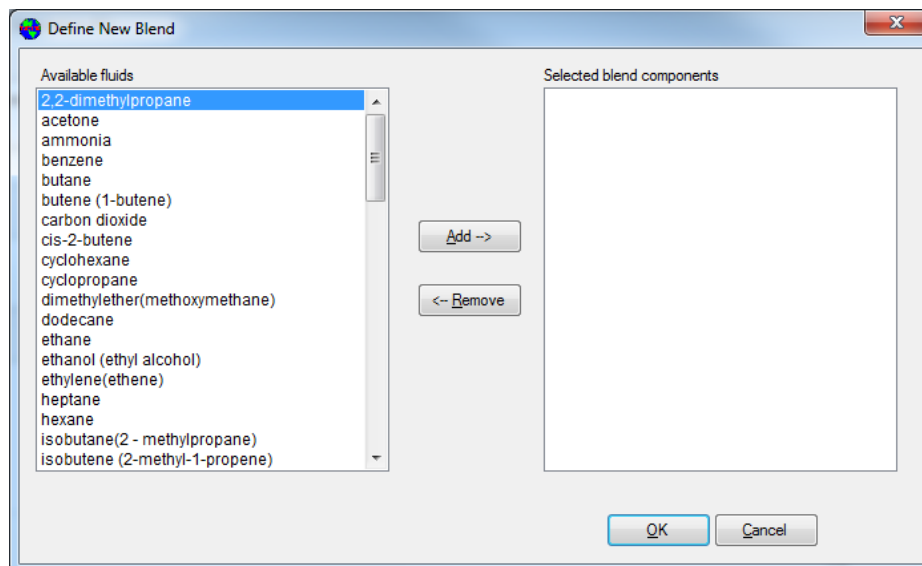 Define New Blend
Available fluids
Selected blend components
2,2-dimethylpropane
acetone
ammonia
benzene
butane
butene (1-butene)
carbon dioxide
cis-2-butene
cyclohexane
cyclopropane
dimethylether(methoxymethane)
dodecane
ethane
ethanol (ethyl alcohol)
ethylene(ethene)
heptane
hexane
isobutane(2 - methylpropane)
isobutene (2-methyl-1-propene)
Add -->
<-- Remove
OK
Cancel